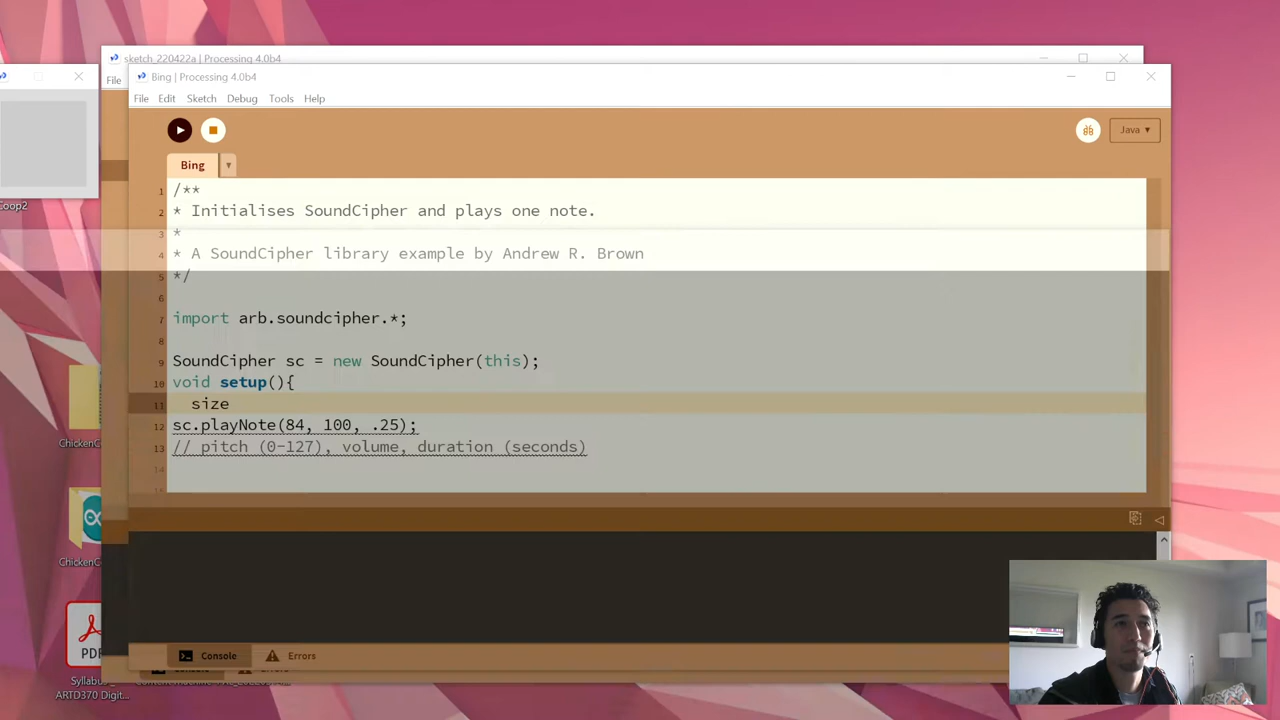 sketch_220422a | Processing 4.0b4
File
Bing | Processing 4.0b4
File Edit Sketch Debug Tools Help
Java ▾
Bing ▾
1 /**
2 * Initialises SoundCipher and plays one note.
3 *
4 * A SoundCipher library example by Andrew R. Brown
5 */
6
7 import arb.soundcipher.*;
8
9 SoundCipher sc = new SoundCipher(this);
10 void setup(){
11 size
12 sc.playNote(84, 100, .25);
13 // pitch (0-127), volume, duration (seconds)
14
Coop2
ChickenC
ChickenC
PDF
Syllabus_
ARTD370 Digit...
Console Errors